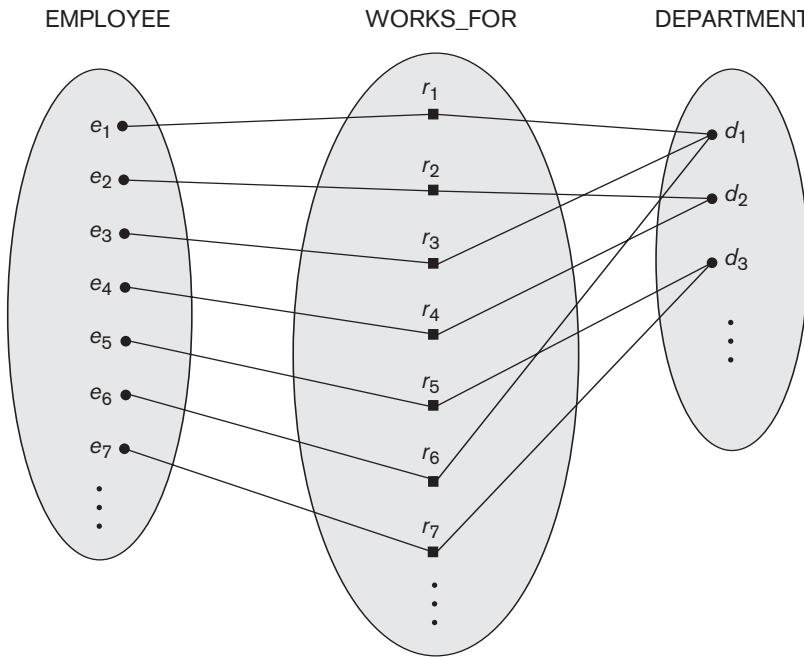 EMPLOYEE WORKS_FOR DEPARTMENT
e1
e2
e3
e4
e5
e6
e7
r1
r2
r3
r4
r5
r6
r7
d1
d2
d3